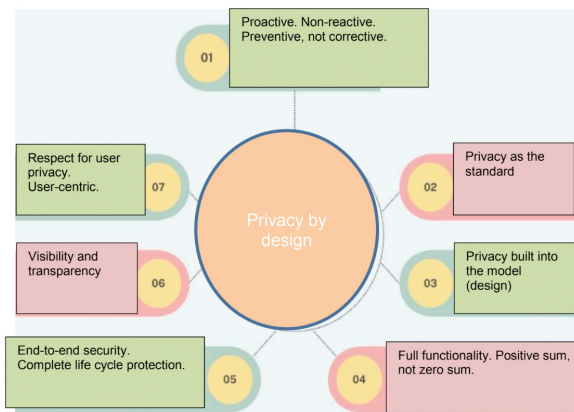 01
Proactive. Non-reactive.
Preventive, not corrective.
Privacy by
design
02
Privacy as the
standard
03
Privacy built into
the model
(design)
04
Full functionality. Positive sum,
not zero sum.
05
End-to-end security.
Complete life cycle protection.
06
Visibility and
transparency
07
Respect for user
privacy.
User-centric.